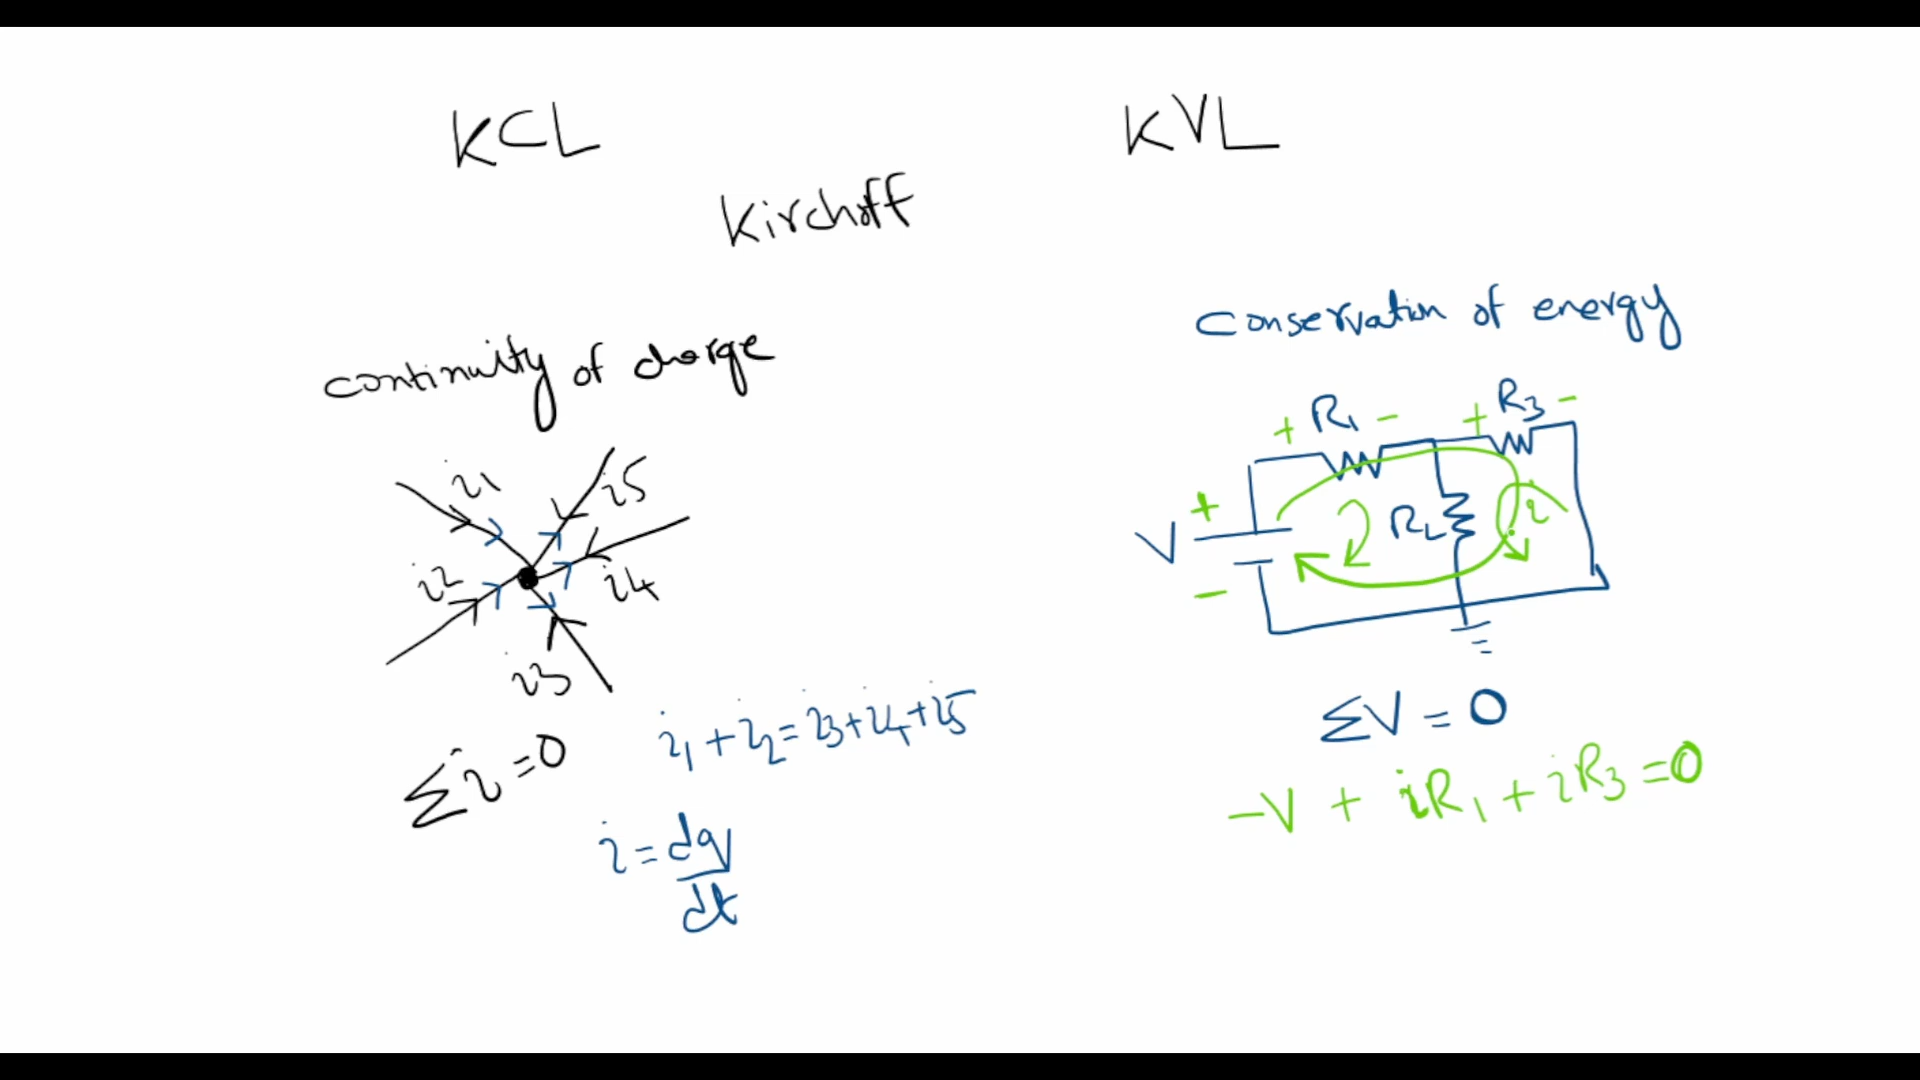 KCL
KVL
Kirchoff
continuity of charge
i1
i5
i2
i4
i3
Σi=0
i1+i2=i3+i4+i5
i=dq/dt
conservation of energy
+ R1 -
+ R3 -
V
+
-
RL
i
ΣV=0
-V + iR1+iR3=0